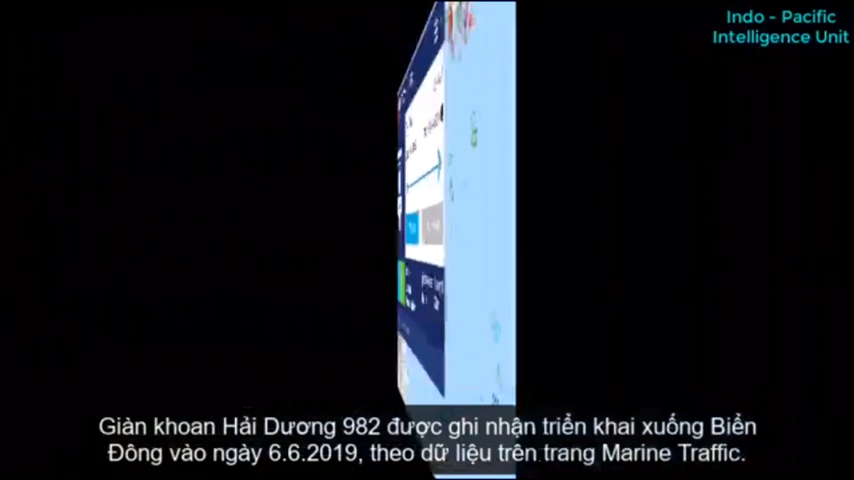 Indo - Pacific
Intelligence Unit
Giàn khoan Hải Dương 982 được ghi nhận triển khai xuống Biển
Đông vào ngày 6.6.2019, theo dữ liệu trên trang Marine Traffic.